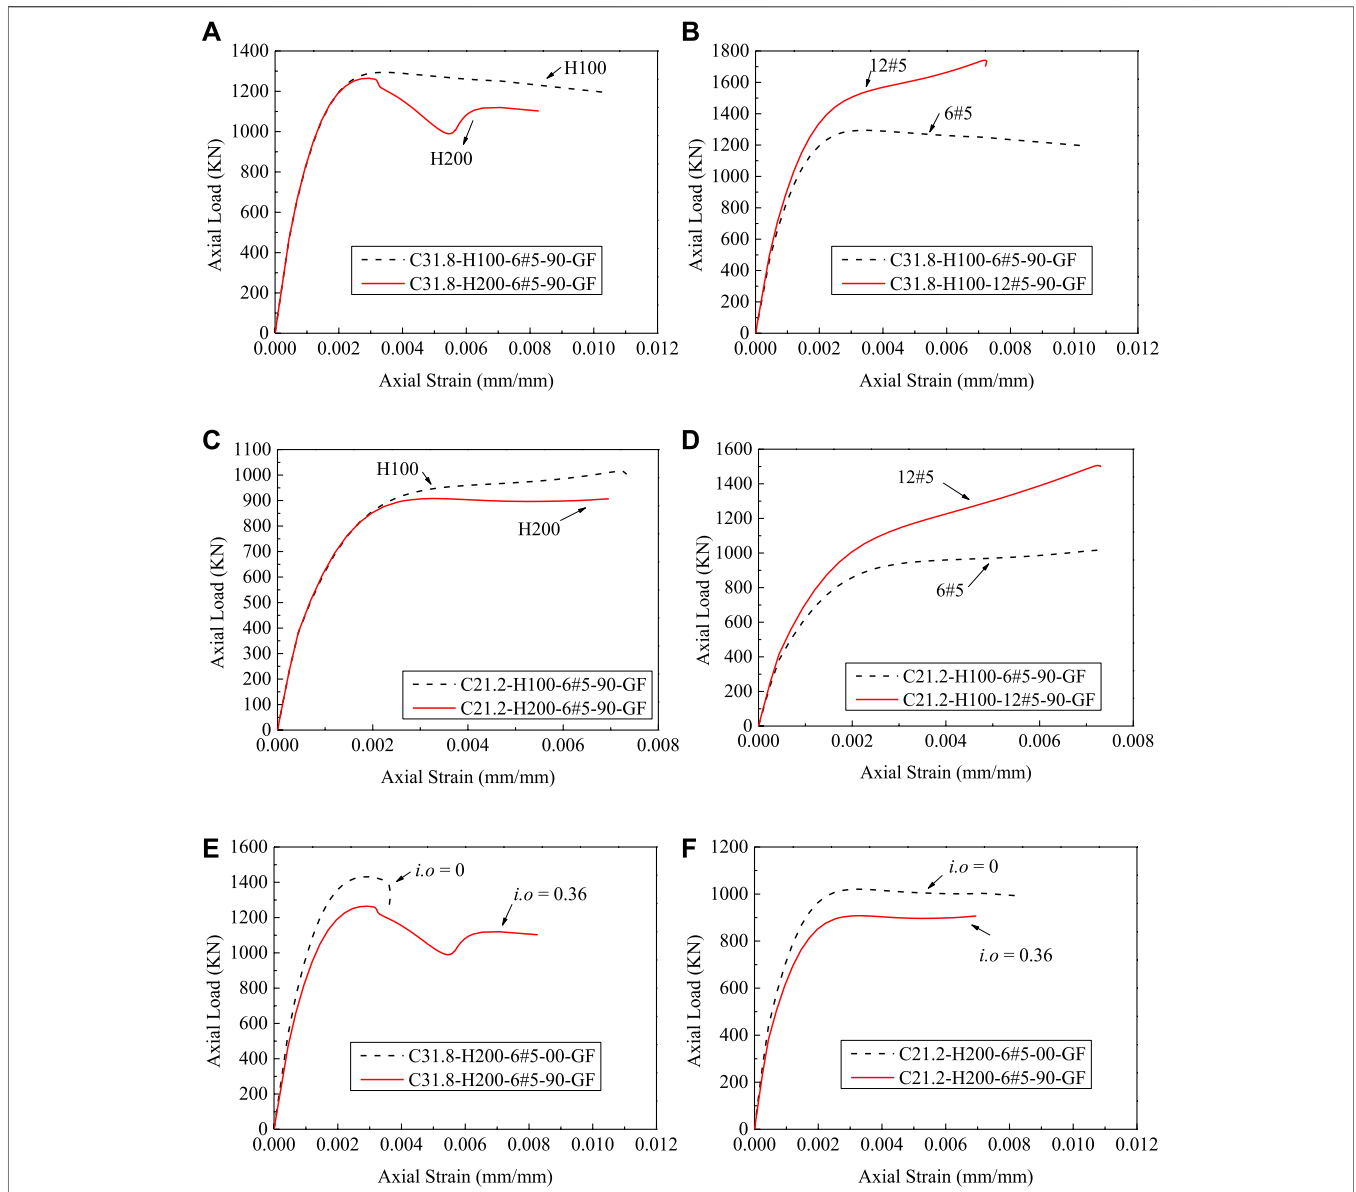 A
1400
1200
1000
800
600
400
200
0
0.000 0.002 0.004 0.006 0.008 0.010 0.012
Axial Load (KN)
Axial Strain (mm/mm)
H100
H200
C31.8-H100-6#5-90-GF
C31.8-H200-6#5-90-GF
B
1800
1600
1400
1200
1000
800
600
400
200
0
0.000 0.002 0.004 0.006 0.008 0.010 0.012
Axial Load (KN)
Axial Strain (mm/mm)
12#5
6#5
C31.8-H100-6#5-90-GF
C31.8-H100-12#5-90-GF
C
1100
1000
900
800
700
600
500
400
300
200
100
0
0.000 0.002 0.004 0.006 0.008
Axial Load (KN)
Axial Strain (mm/mm)
H100
H200
C21.2-H100-6#5-90-GF
C21.2-H200-6#5-90-GF
D
1600
1400
1200
1000
800
600
400
200
0
0.000 0.002 0.004 0.006 0.008
Axial Load (KN)
Axial Strain (mm/mm)
12#5
6#5
C21.2-H100-6#5-90-GF
C21.2-H100-12#5-90-GF
E
1600
1400
1200
1000
800
600
400
200
0
0.000 0.002 0.004 0.006 0.008 0.010 0.012
Axial Load (KN)
Axial Strain (mm/mm)
i.o = 0
i.o = 0.36
C31.8-H200-6#5-00-GF
C31.8-H200-6#5-90-GF
F
1200
1000
800
600
400
200
0
0.000 0.002 0.004 0.006 0.008 0.010 0.012
Axial Load (KN)
Axial Strain (mm/mm)
i.o = 0
i.o = 0.36
C21.2-H200-6#5-00-GF
C21.2-H200-6#5-90-GF